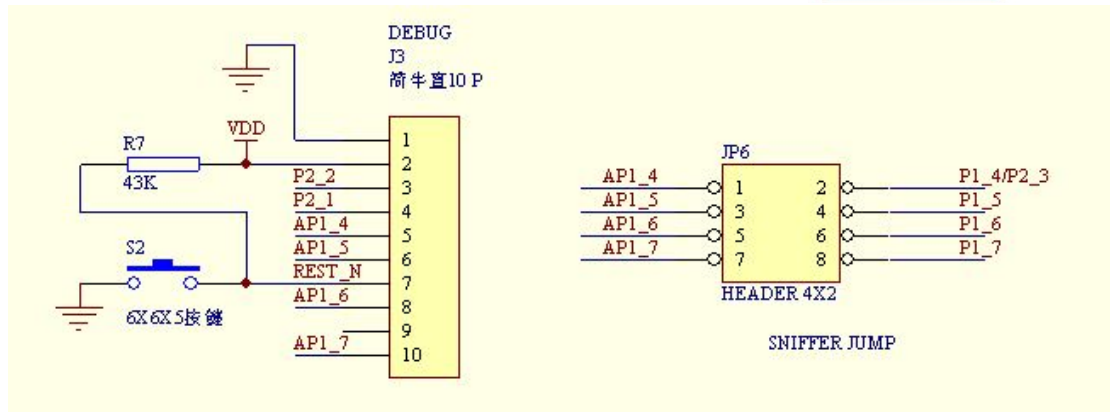 DEBUG
J3
简牛直10 P
1
VDD
R7
2
43K
P2_2
3
P2_1
4
AP1_4
5
AP1_5
6
S2
REST_N
7
AP1_6
8
6X6X5按键
9
AP1_7
10
JP6
AP1_4 1 2 P1_4/P2_3
AP1_5 3 4 P1_5
AP1_6 5 6 P1_6
AP1_7 7 8 P1_7
HEADER 4X2
SNIFFER JUMP